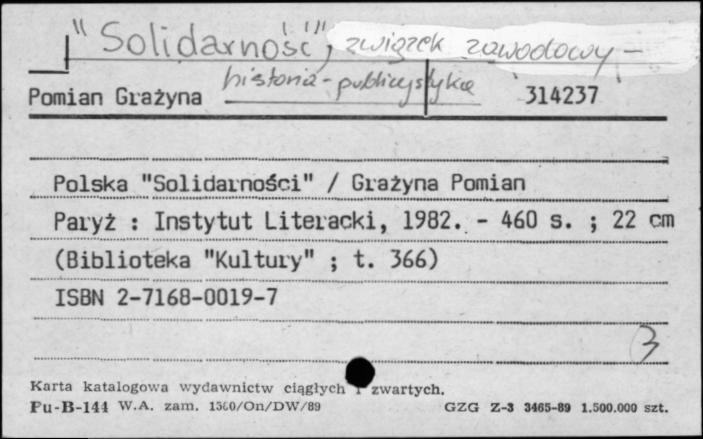 "Solidarność", związek zawodowy -
historia - publicystyka
Pomian Grażyna 314237
Polska "Solidarności" / Grażyna Pomian
Paryż : Instytut Literacki, 1982. - 460 s. ; 22 cm
(Biblioteka "Kultury" ; t. 366)
ISBN 2-7168-0019-7
3
Karta katalogowa wydawnictw ciągłych i zwartych.
Pu-B-144 W.A. zam. 1560/On/DW/89 GZG Z-3 3465-89 1.500.000 szt.